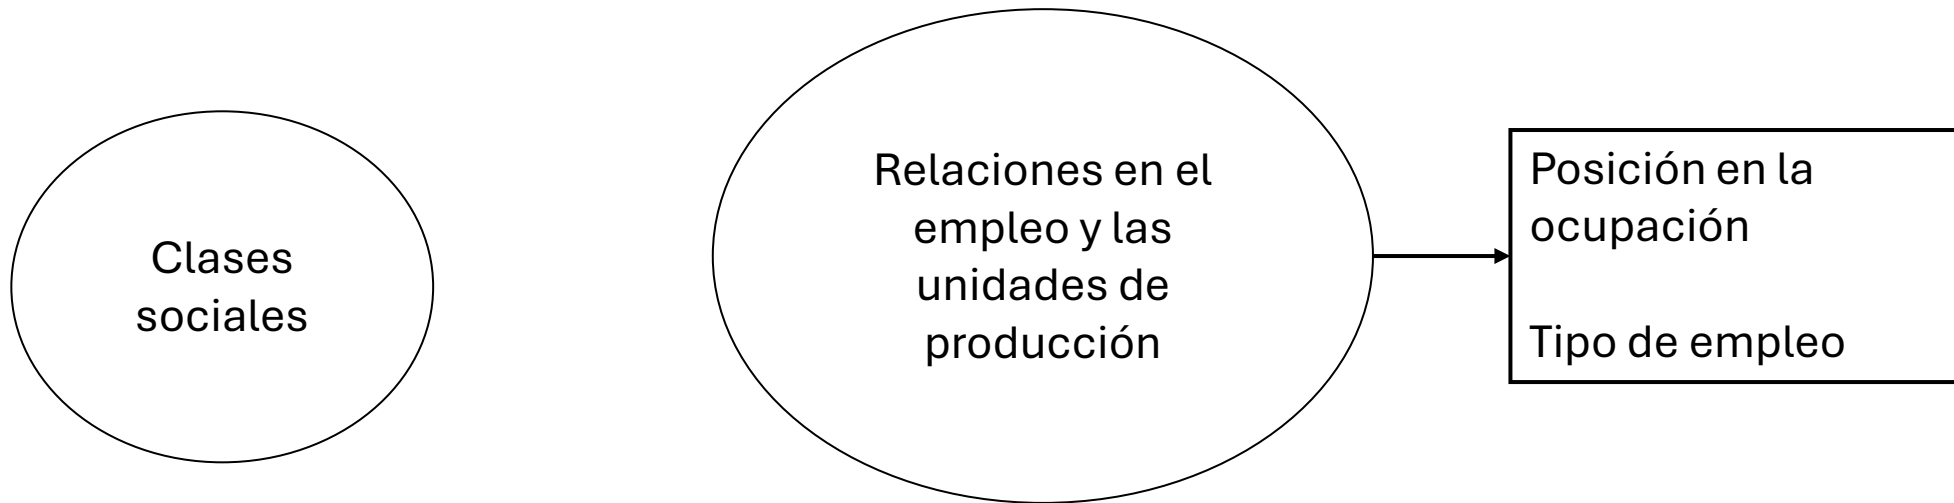 Clases
sociales
Relaciones en el
empleo y las
unidades de
producción
Posición en la
ocupación
Tipo de empleo